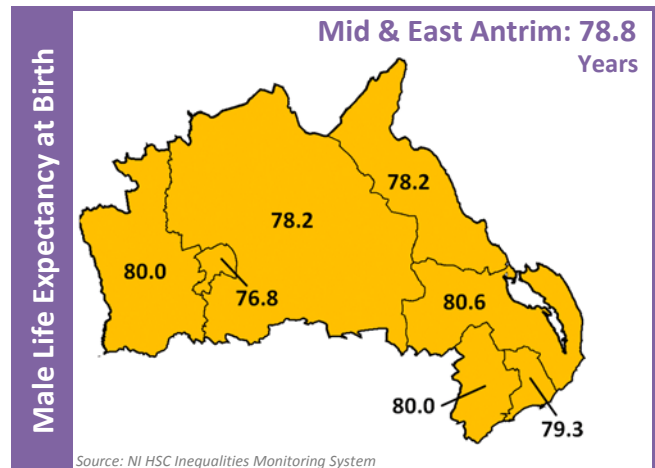 Male Life Expectancy at Birth
Mid & East Antrim: 78.8
Years
78.2
78.2
80.0
76.8
80.6
80.0
79.3
Source: NI HSC Inequalities Monitoring System